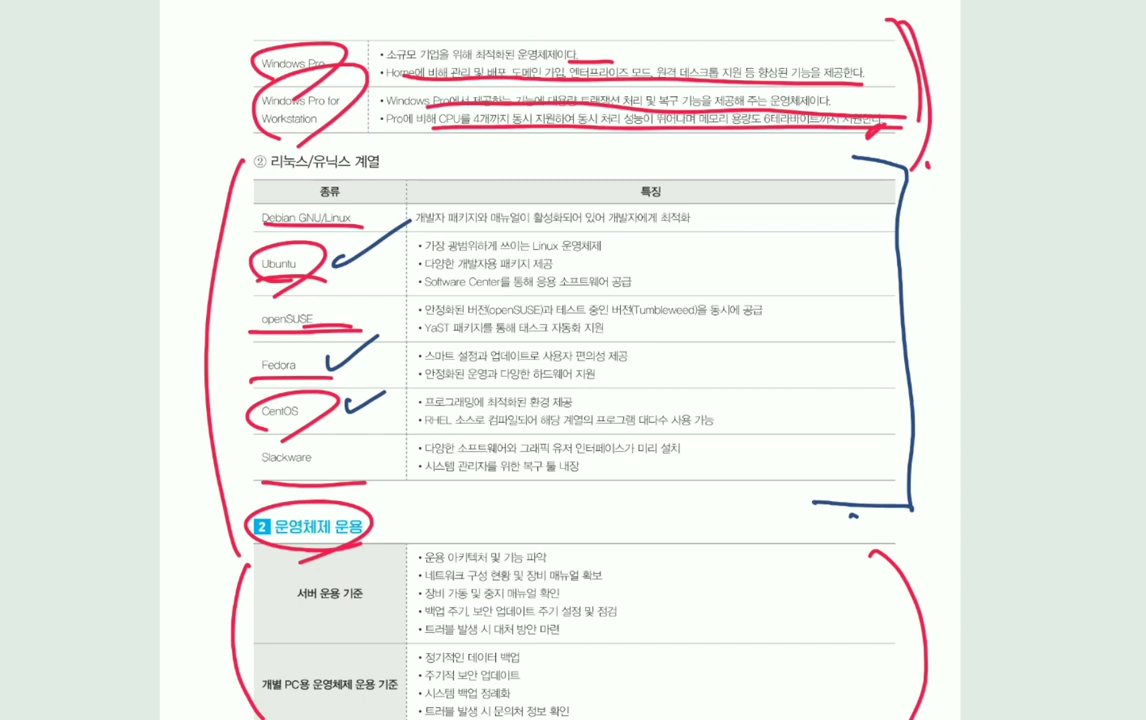 Windows Pro
• 소규모 기업을 위해 최적화된 운영체제이다.
• Home에 비해 관리 및 배포, 도메인 가입, 엔터프라이즈 모드, 원격 데스크톱 지원 등 향상된 기능을 제공한다.
Windows Pro for
Workstation
• Windows Pro에서 제공하는 기능에 대용량 트랜잭션 처리 및 복구 기능을 제공해 주는 운영체제이다.
• Pro에 비해 CPU를 4개까지 동시 지원하여 동시 처리 성능이 뛰어나며 메모리 용량도 6테라바이트까지 지원한다.
② 리눅스/유닉스 계열
종류 특징
Debian GNU/Linux 개발자 패키지와 매뉴얼이 활성화되어 있어 개발자에게 최적화
Ubuntu
• 가장 광범위하게 쓰이는 Linux 운영체제
• 다양한 개발자용 패키지 제공
• Software Center를 통해 응용 소프트웨어 공급
openSUSE
• 안정화된 버전(openSUSE)과 테스트 중인 버전(Tumbleweed)을 동시에 공급
• YaST 패키지를 통해 태스크 자동화 지원
Fedora
• 스마트 설정과 업데이트로 사용자 편의성 제공
• 안정화된 운영과 다양한 하드웨어 지원
CentOS
• 프로그래밍에 최적화된 환경 제공
• RHEL 소스로 컴파일되어 해당 계열의 프로그램 대다수 사용 가능
Slackware
• 다양한 소프트웨어와 그래픽 유저 인터페이스가 미리 설치
• 시스템 관리자를 위한 복구 툴 내장
2 운영체제 운용
서버 운용 기준
• 운용 아키텍처 및 기능 파악
• 네트워크 구성 현황 및 장비 매뉴얼 확보
• 장비 가동 및 중지 매뉴얼 확인
• 백업 주기, 보안 업데이트 주기 설정 및 점검
• 트러블 발생 시 대처 방안 마련
개별 PC용 운영체제 운용 기준
• 정기적인 데이터 백업
• 주기적 보안 업데이트
• 시스템 백업 정례화
• 트러블 발생 시 문의처 정보 확인